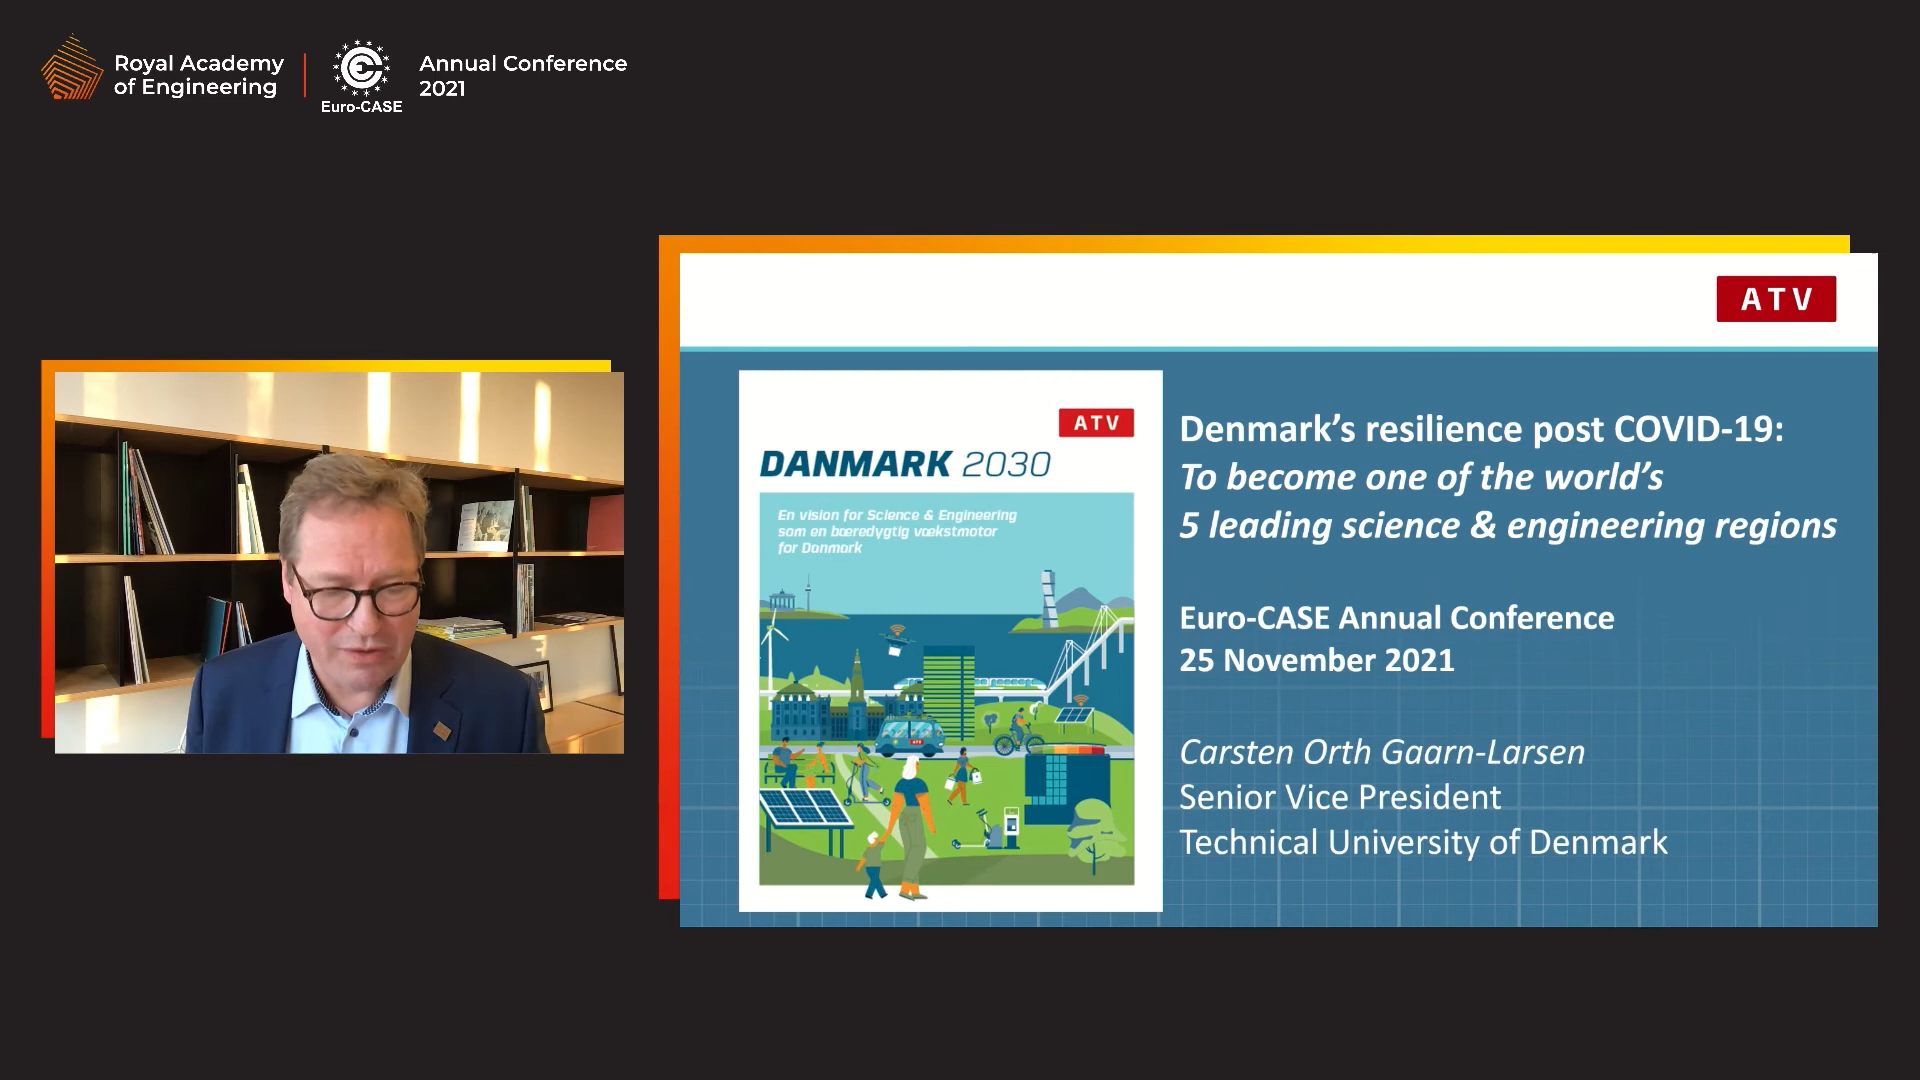 Royal Academy
of Engineering
Euro-CASE
Annual Conference
2021
ATV
ATV
DANMARK 2030
En vision for Science & Engineering
som en bæredygtig vækstmotor
for Danmark
ATV
Denmark’s resilience post COVID-19:
To become one of the world’s
5 leading science & engineering regions
Euro-CASE Annual Conference
25 November 2021
Carsten Orth Gaarn-Larsen
Senior Vice President
Technical University of Denmark